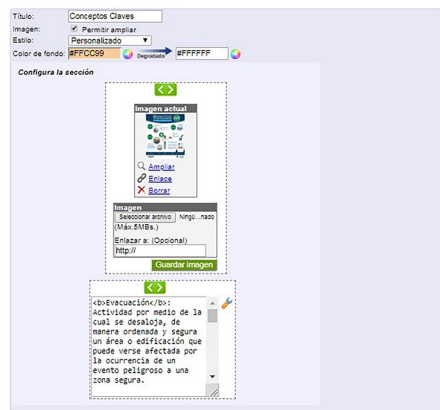 Título: Conceptos Claves
Imagen: Permitir ampliar
Estilo: Personalizado
Color de fondo: #FFCC99 Degradado #FFFFFF
Configura la sección
Imagen actual
Ampliar
Enlace
Borrar
Imagen
Seleccionar archivo Ningú...nado
(Máx.5MBs.)
Enlazar a: (Opcional)
http://
Guardar imagen
<b>Evacuación</b>:
Actividad por medio de la
cual se desaloja, de
manera ordenada y segura
un área o edificación que
puede verse afectada por
la ocurrencia de un
evento peligroso a una
zona segura.